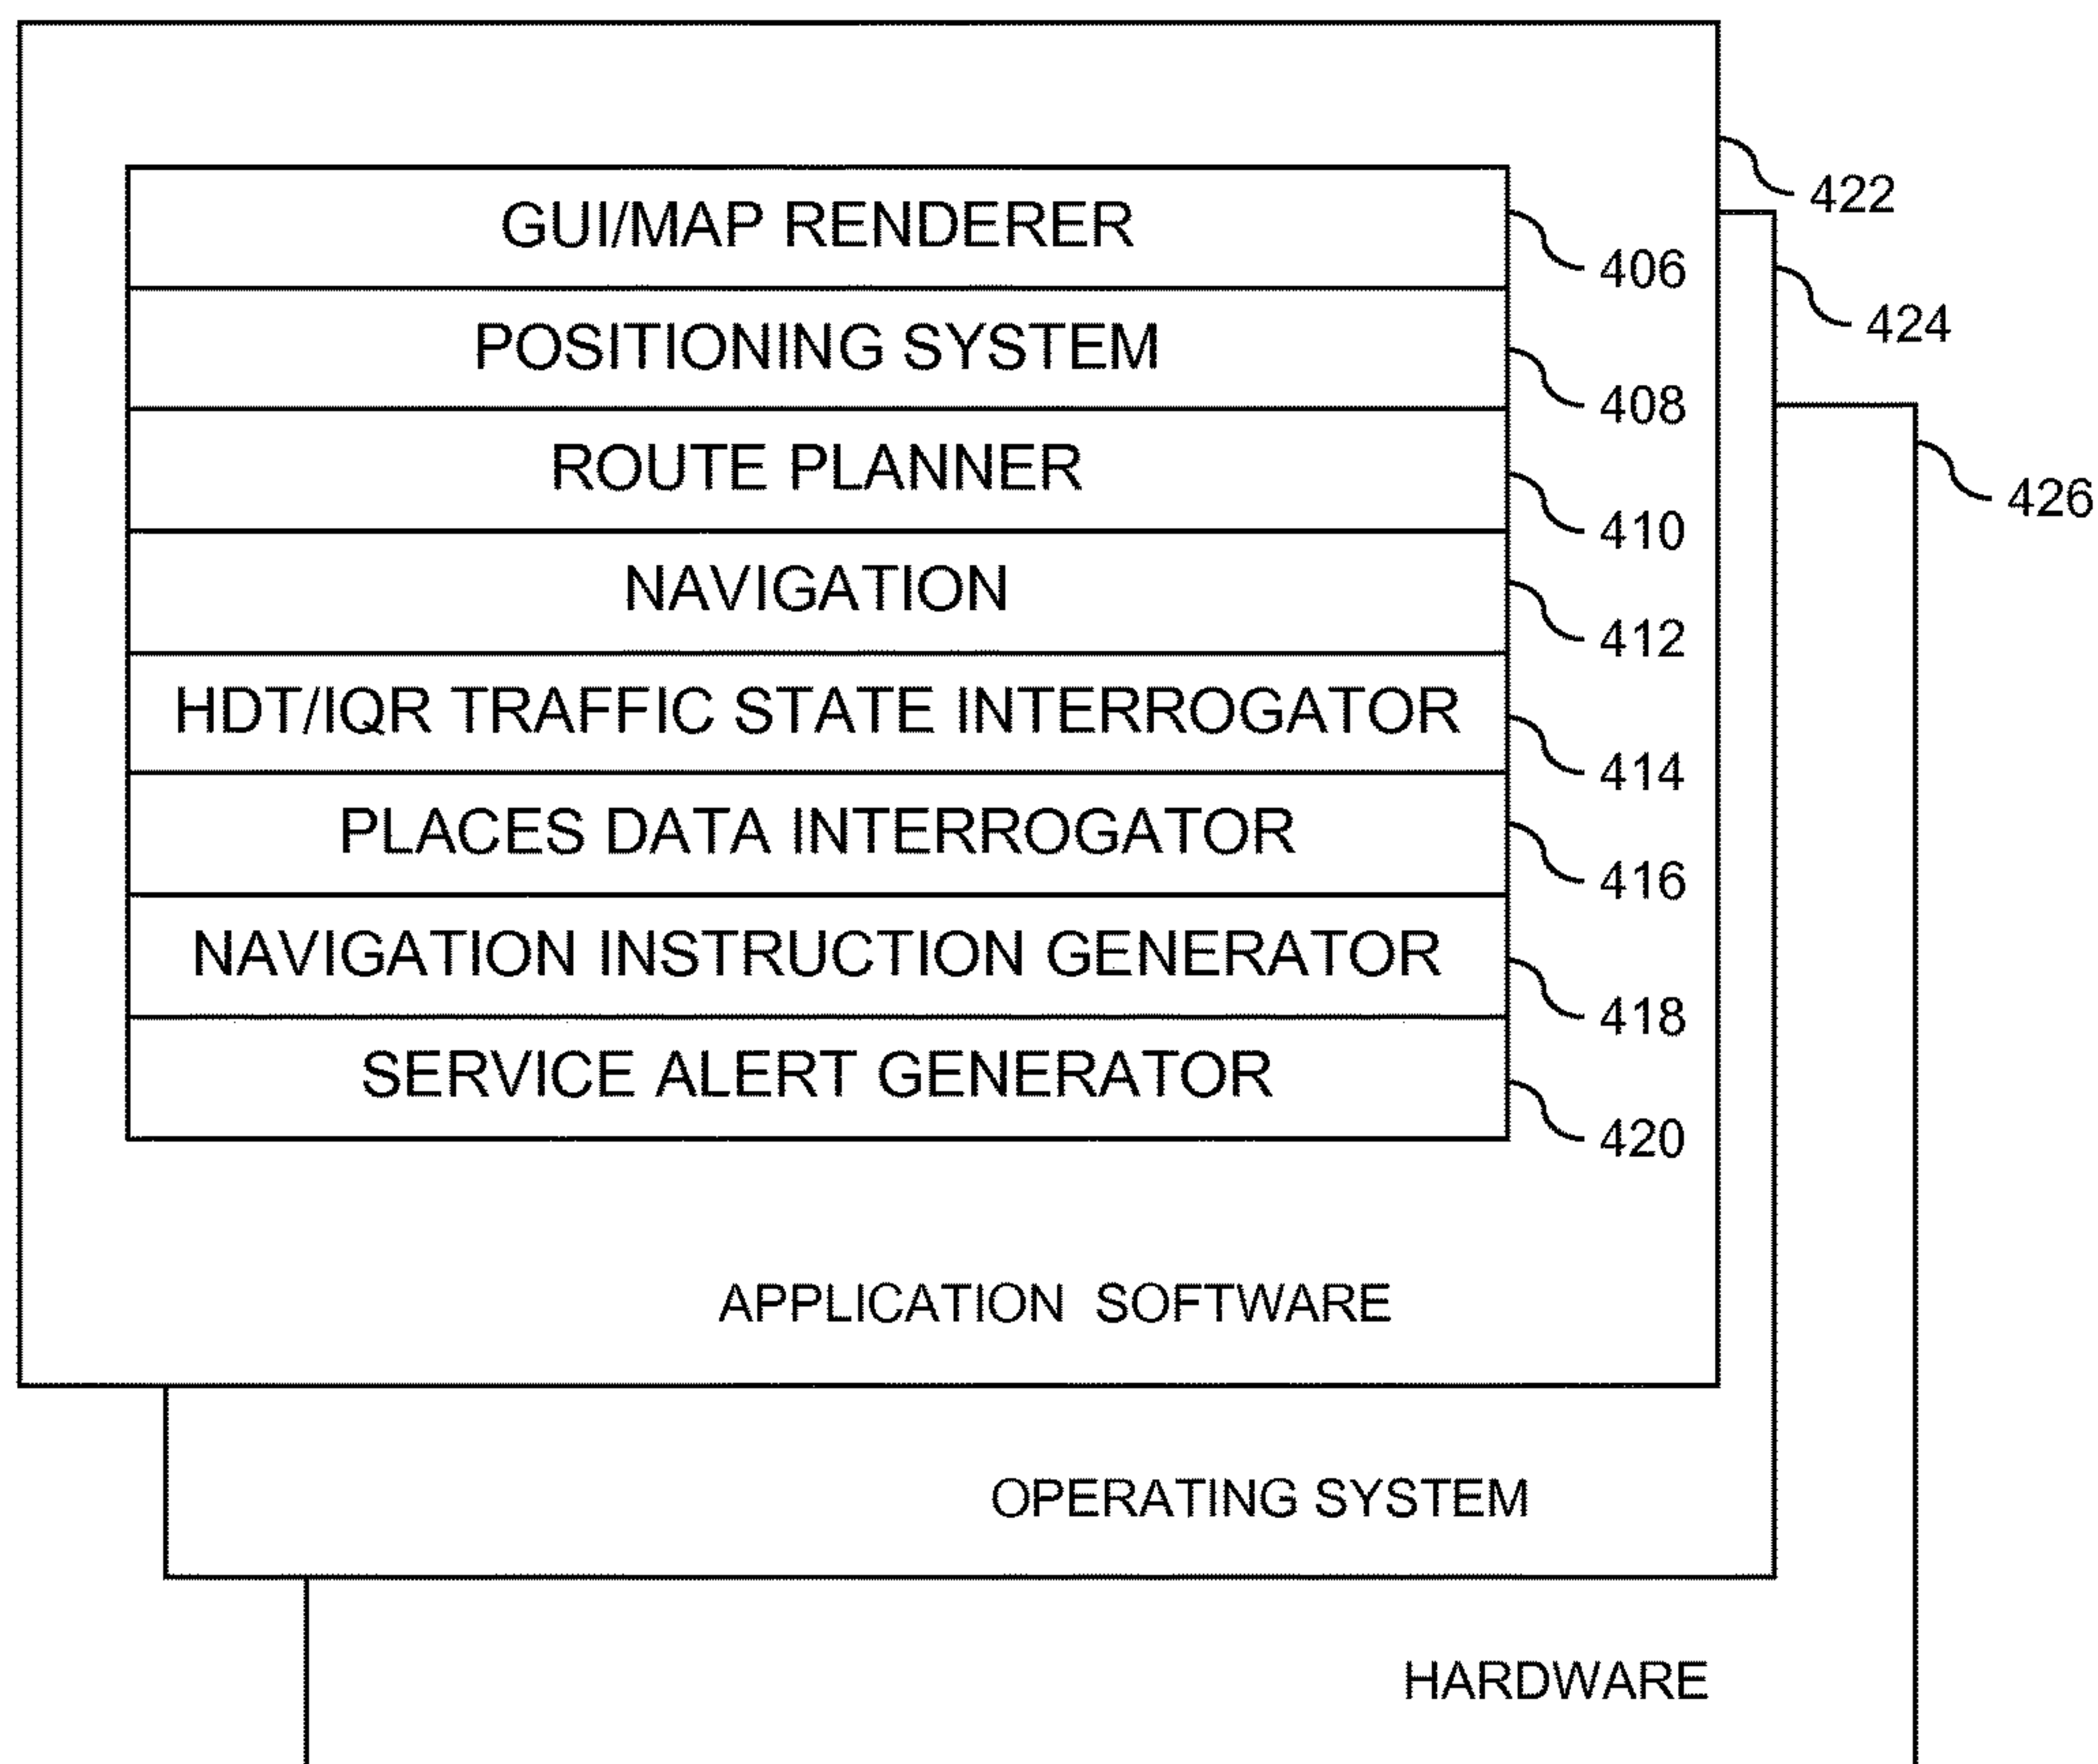 422
GUI/MAP RENDERER
406
424
POSITIONING SYSTEM
408
ROUTE PLANNER
426
410
NAVIGATION
412
HDT/IQR TRAFFIC STATE INTERROGATOR
414
PLACES DATA INTERROGATOR
416
NAVIGATION INSTRUCTION GENERATOR
418
SERVICE ALERT GENERATOR
420
APPLICATION SOFTWARE
OPERATING SYSTEM
HARDWARE